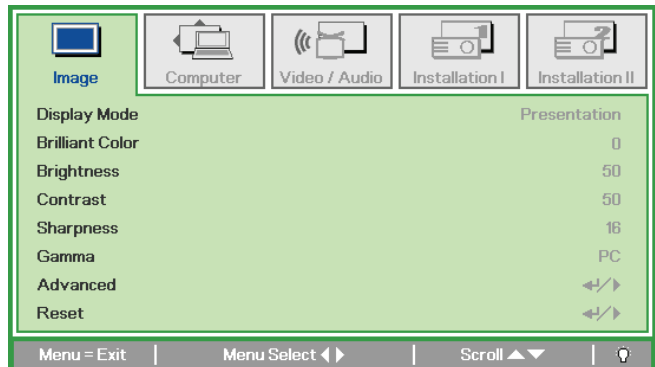 Image Computer Video / Audio Installation I Installation II
Display Mode Presentation
Brilliant Color 0
Brightness 50
Contrast 50
Sharpness 16
Gamma PC
Advanced
Reset
Menu = Exit Menu Select Scroll